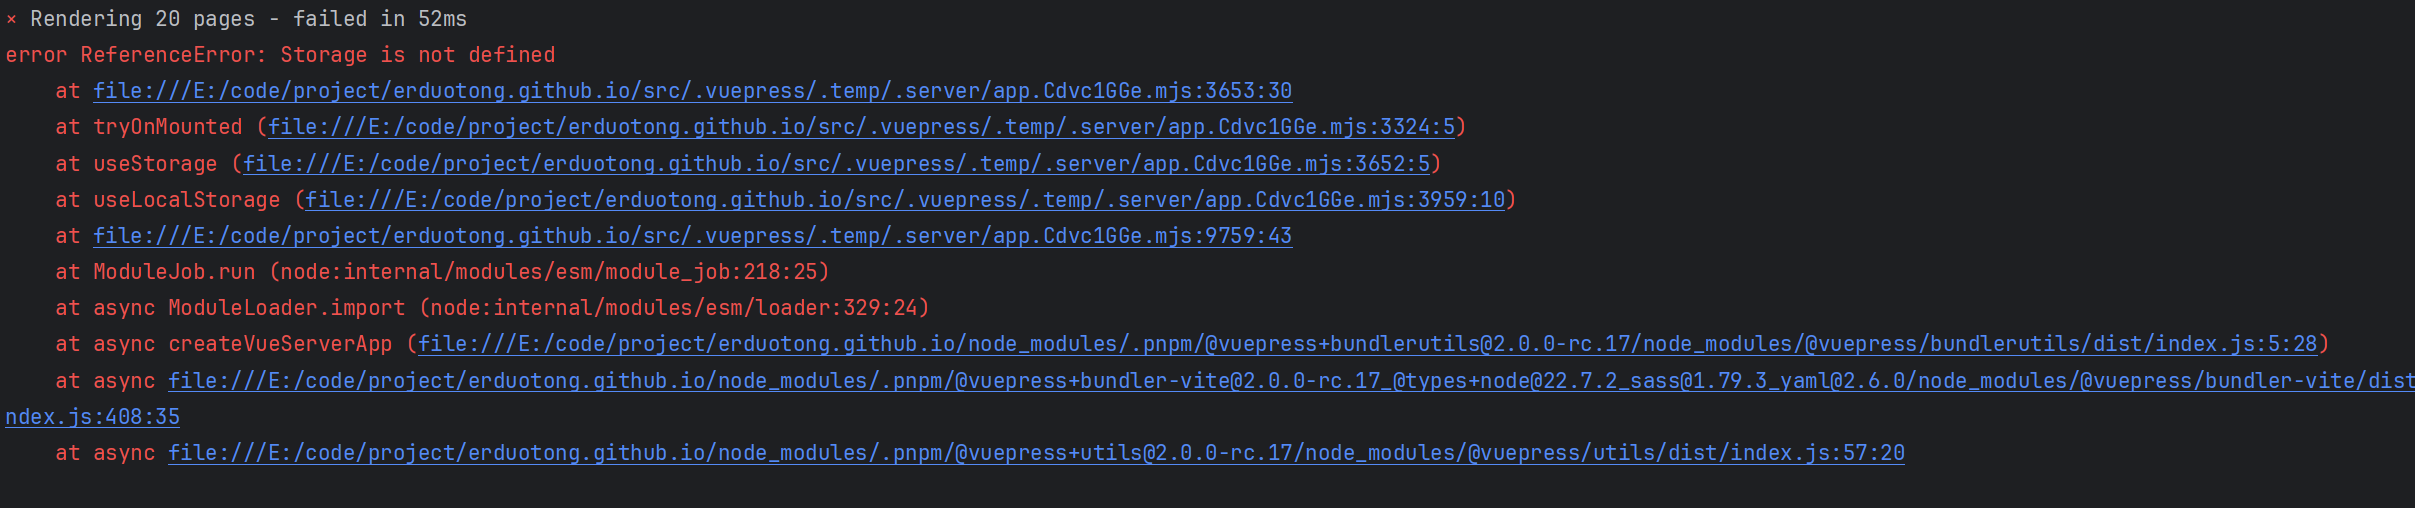 × Rendering 20 pages - failed in 52ms
error ReferenceError: Storage is not defined
    at file:///E:/code/project/erduotong.github.io/src/.vuepress/.temp/.server/app.Cdvc1GGe.mjs:3653:30
    at tryOnMounted (file:///E:/code/project/erduotong.github.io/src/.vuepress/.temp/.server/app.Cdvc1GGe.mjs:3324:5)
    at useStorage (file:///E:/code/project/erduotong.github.io/src/.vuepress/.temp/.server/app.Cdvc1GGe.mjs:3652:5)
    at useLocalStorage (file:///E:/code/project/erduotong.github.io/src/.vuepress/.temp/.server/app.Cdvc1GGe.mjs:3959:10)
    at file:///E:/code/project/erduotong.github.io/src/.vuepress/.temp/.server/app.Cdvc1GGe.mjs:9759:43
    at ModuleJob.run (node:internal/modules/esm/module_job:218:25)
    at async ModuleLoader.import (node:internal/modules/esm/loader:329:24)
    at async createVueServerApp (file:///E:/code/project/erduotong.github.io/node_modules/.pnpm/@vuepress+bundlerutils@2.0.0-rc.17/node_modules/@vuepress/bundlerutils/dist/index.js:5:28)
    at async file:///E:/code/project/erduotong.github.io/node_modules/.pnpm/@vuepress+bundler-vite@2.0.0-rc.17_@types+node@22.7.2_sass@1.79.3_yaml@2.6.0/node_modules/@vuepress/bundler-vite/dist
ndex.js:408:35
    at async file:///E:/code/project/erduotong.github.io/node_modules/.pnpm/@vuepress+utils@2.0.0-rc.17/node_modules/@vuepress/utils/dist/index.js:57:20